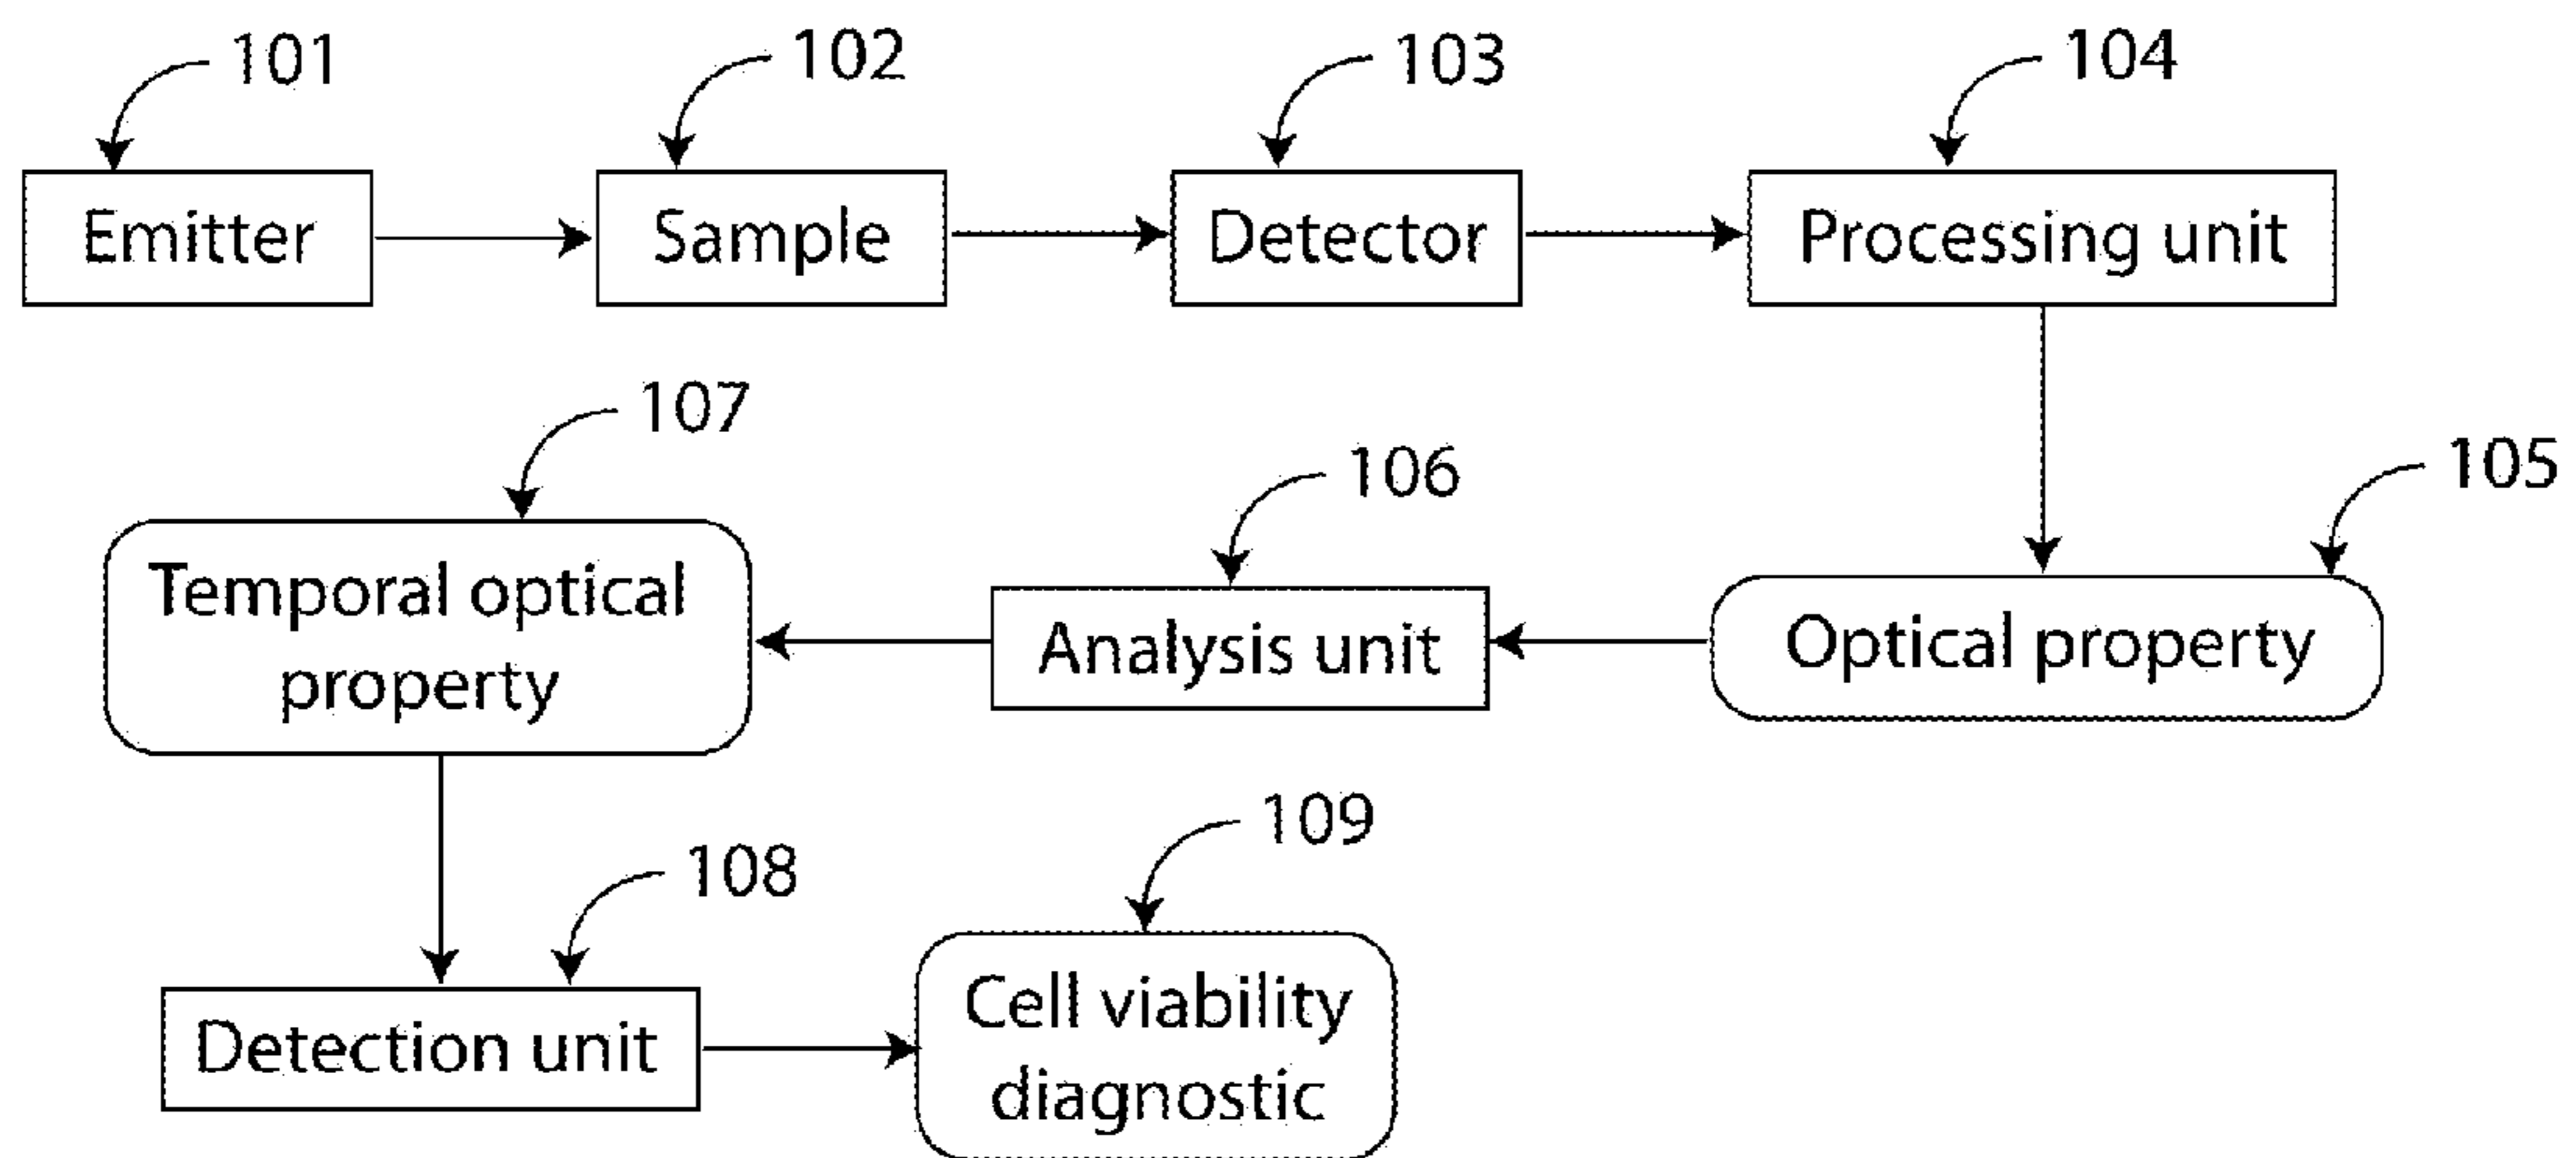 101
102
103
104
Emitter
Sample
Detector
Processing unit
107
106
105
Temporal optical
property
Analysis unit
Optical property
109
108
Cell viability
diagnostic
Detection unit